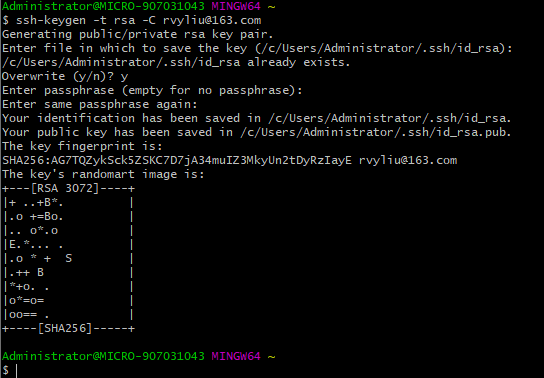 Administrator@MICRO-907031043 MINGW64 ~
$ ssh-keygen -t rsa -C rvyliu@163.com
Generating public/private rsa key pair.
Enter file in which to save the key (/c/Users/Administrator/.ssh/id_rsa):
/c/Users/Administrator/.ssh/id_rsa already exists.
Overwrite (y/n)? y
Enter passphrase (empty for no passphrase):
Enter same passphrase again:
Your identification has been saved in /c/Users/Administrator/.ssh/id_rsa.
Your public key has been saved in /c/Users/Administrator/.ssh/id_rsa.pub.
The key fingerprint is:
SHA256:AG7TQZykSck5ZSKC7D7jA34muIZ3MkyUn2tDyRzIayE rvyliu@163.com
The key's randomart image is:
+---[RSA 3072]----+
|+ ..+B*.         |
|.o +=Bo.         |
|.. o*.o          |
|E.*... .         |
|.o * +  S        |
|.++ B            |
|*+o. .           |
|o*=o=            |
|oo== .           |
+----[SHA256]-----+
Administrator@MICRO-907031043 MINGW64 ~
$